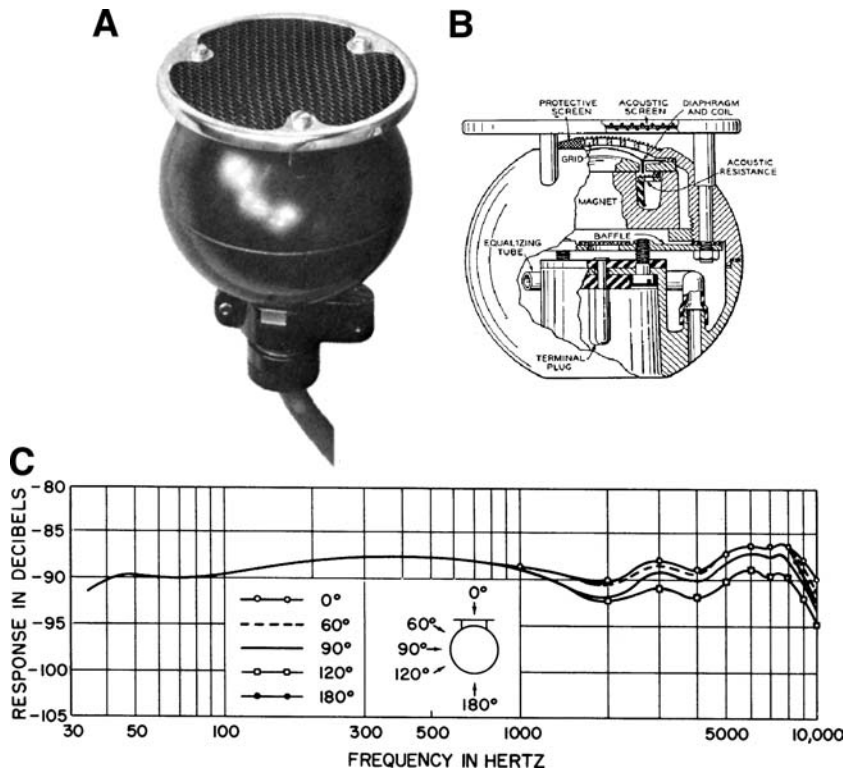 A
B
PROTECTIVE
SCREEN
ACOUSTIC
SCREEN
DIAPHRAGM
AND COIL
GRID
ACOUSTIC
RESISTANCE
MAGNET
BAFFLE
EQUALIZING
TUBE
TERMINAL
PLUG
C
RESPONSE IN DECIBELS
-80
-85
-90
-95
-100
-105
0°
60°
90°
120°
180°
0°
60°
90°
120°
180°
30 50 100 300 500 1000 5000 10,000
FREQUENCY IN HERTZ